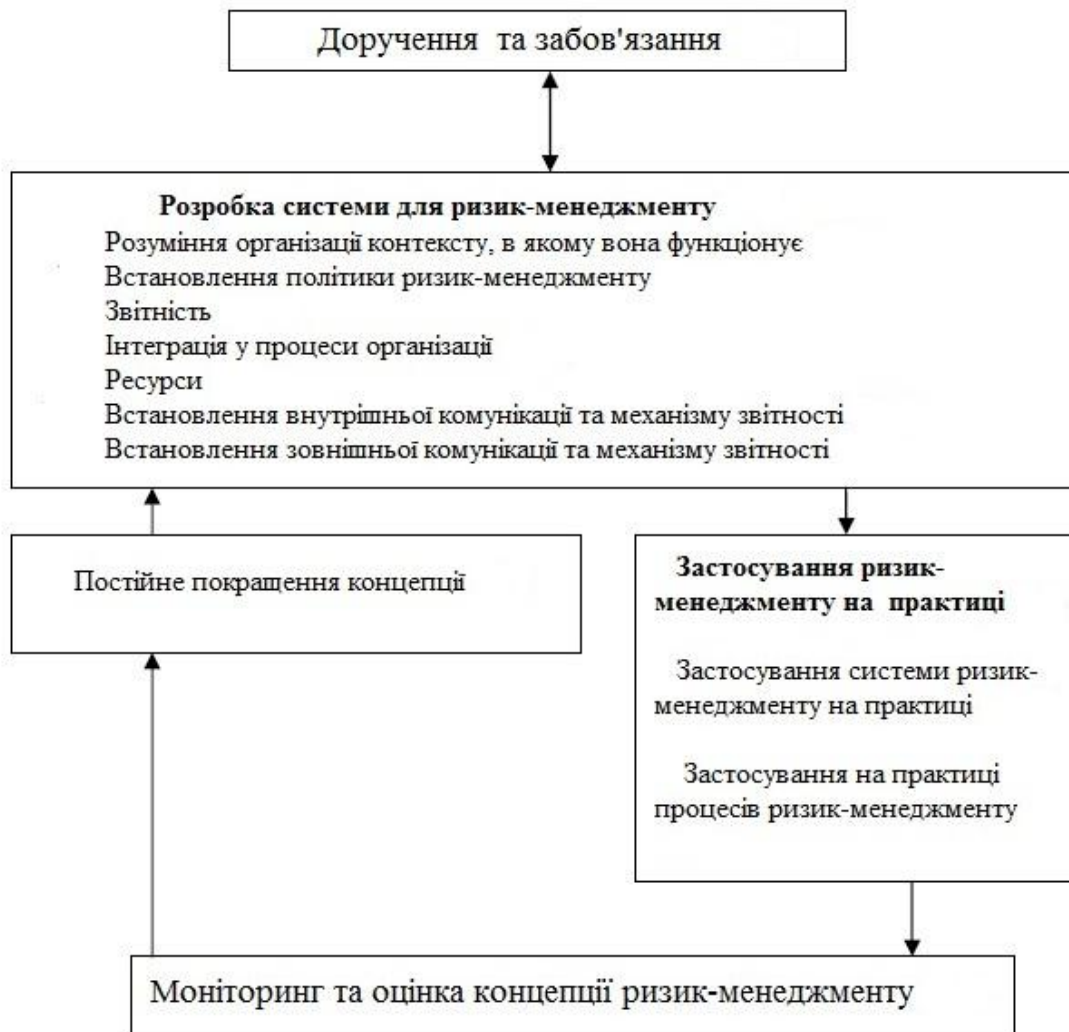 Доручення та забов'язання
Розробка системи для ризик-менеджменту
Розуміння організації контексту, в якому вона функціонує
Встановлення політики ризик-менеджменту
Звітність
Інтеграція у процеси організації
Ресурси
Встановлення внутрішньої комунікації та механізму звітності
Встановлення зовнішньої комунікації та механізму звітності
Постійне покращення концепції
Застосування ризик-
менеджменту на практиці
Застосування системи ризик-
менеджменту на практиці
Застосування на практиці
процесів ризик-менеджменту
Моніторинг та оцінка концепції ризик-менеджменту